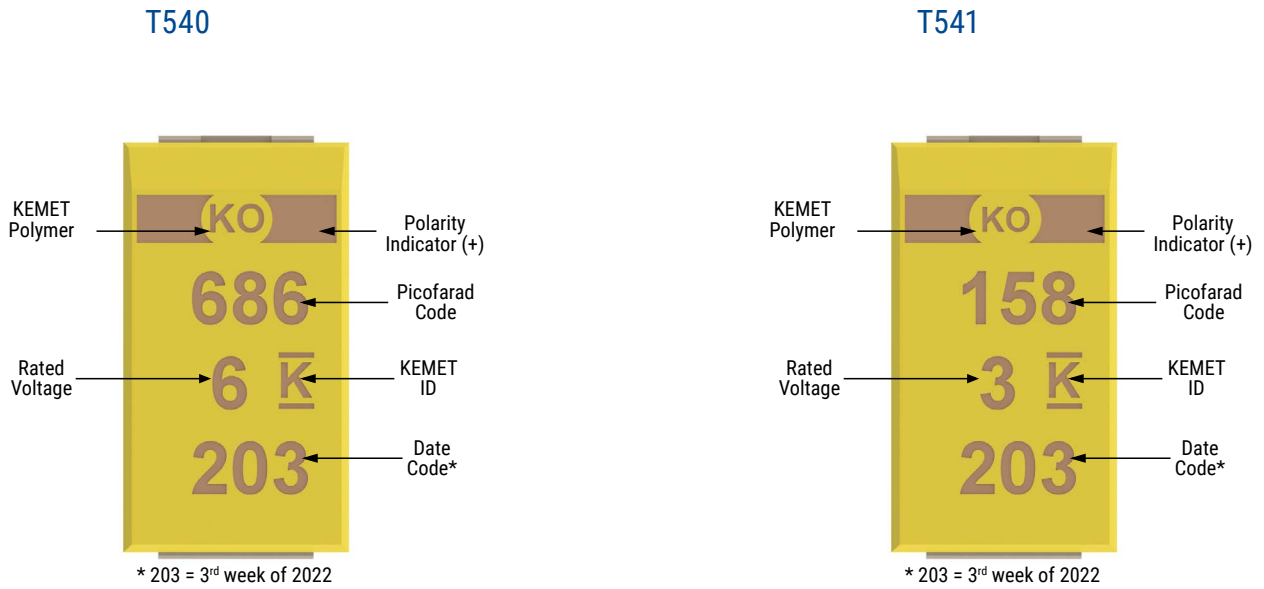 T540
KO
KEMET
Polymer
Polarity
Indicator (+)
686
Picofarad
Code
Rated
Voltage
6 K
KEMET
ID
203
Date
Code*
* 203 = 3rd week of 2022
T541
KO
KEMET
Polymer
Polarity
Indicator (+)
158
Picofarad
Code
Rated
Voltage
3 K
KEMET
ID
203
Date
Code*
* 203 = 3rd week of 2022